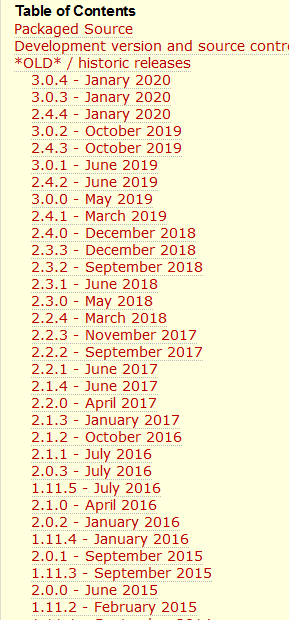 Table of Contents
Packaged Source
Development version and source contr
*OLD* / historic releases
3.0.4 - Janary 2020
3.0.3 - Janary 2020
2.4.4 - Janary 2020
3.0.2 - October 2019
2.4.3 - October 2019
3.0.1 - June 2019
2.4.2 - June 2019
3.0.0 - May 2019
2.4.1 - March 2019
2.4.0 - December 2018
2.3.3 - December 2018
2.3.2 - September 2018
2.3.1 - June 2018
2.3.0 - May 2018
2.2.4 - March 2018
2.2.3 - November 2017
2.2.2 - September 2017
2.2.1 - June 2017
2.1.4 - June 2017
2.2.0 - April 2017
2.1.3 - January 2017
2.1.2 - October 2016
2.1.1 - July 2016
2.0.3 - July 2016
1.11.5 - July 2016
2.1.0 - April 2016
2.0.2 - January 2016
1.11.4 - January 2016
2.0.1 - September 2015
1.11.3 - September 2015
2.0.0 - June 2015
1.11.2 - February 2015